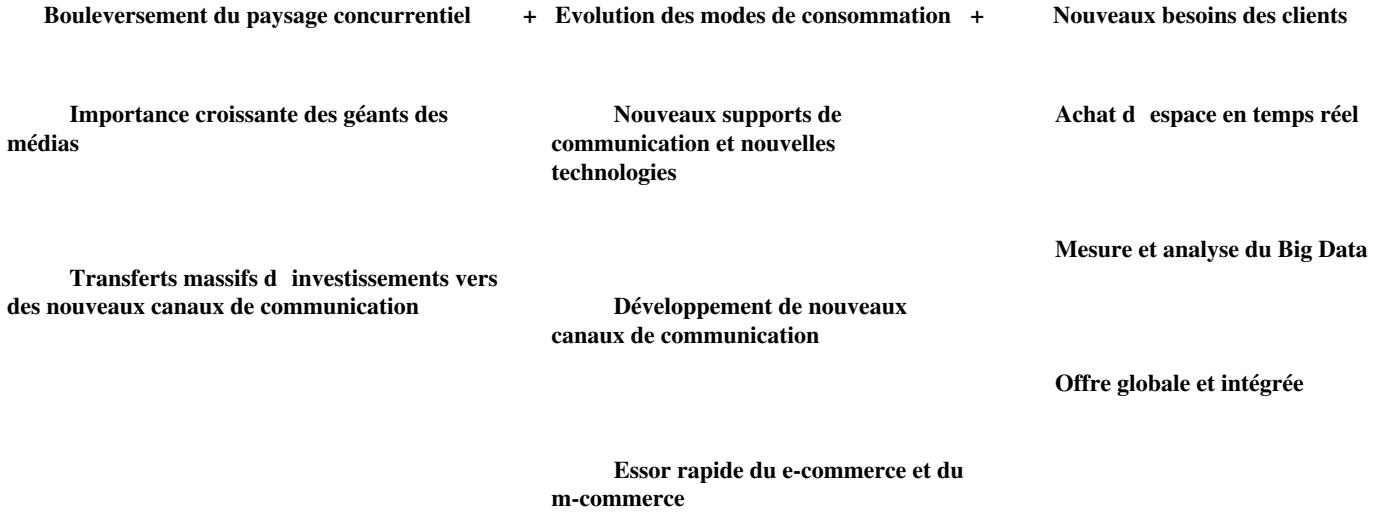 Bouleversement du paysage concurrentiel + Evolution des modes de consommation + Nouveaux besoins des clients
Importance croissante des géants des
médias
Transferts massifs d investissements vers
des nouveaux canaux de communication
Nouveaux supports de
communication et nouvelles
technologies
Développement de nouveaux
canaux de communication
Essor rapide du e-commerce et du
m-commerce
Achat d espace en temps réel
Mesure et analyse du Big Data
Offre globale et intégrée